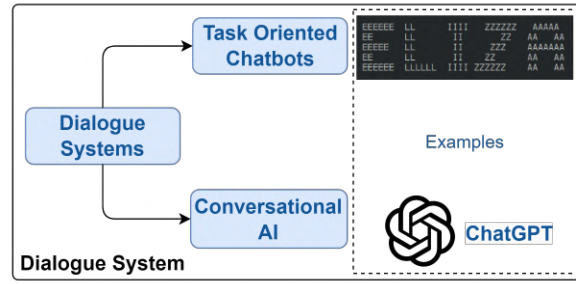 Task Oriented
Chatbots
EEEEEE LL IIII ZZZZZZ AAAAA
EE LL II ZZ AA AA
EEEEE LL II ZZZ AAAAAAA
EE LL II ZZ AA AA
EEEEEE LLLLLL IIII ZZZZZZ AA AA
Dialogue
Systems
Examples
Conversational
AI
ChatGPT
Dialogue System